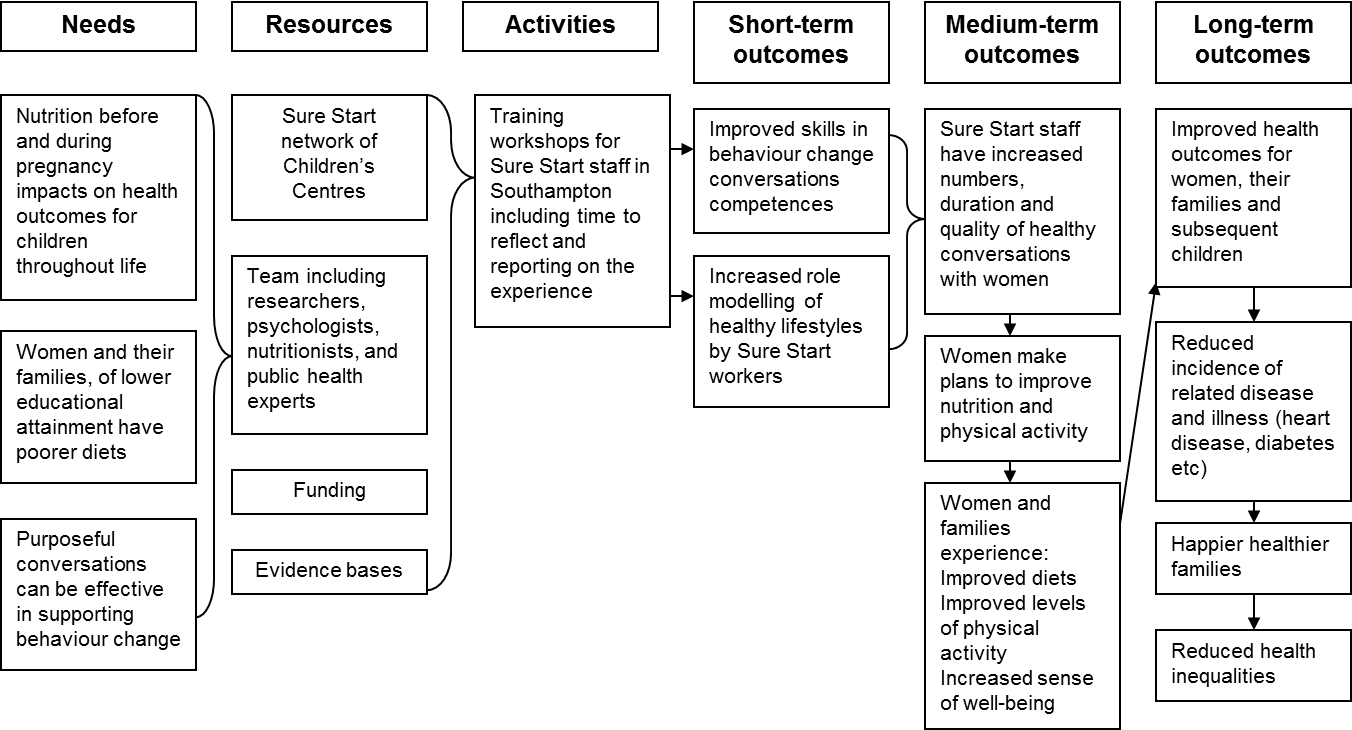 Needs
Resources
Activities
Short-term
outcomes
Medium-term
outcomes
Long-term
outcomes
Nutrition before
and during
pregnancy
impacts on health
outcomes for
children
throughout life
Women and their
families, of lower
educational
attainment have
poorer diets
Purposeful
conversations
can be effective
in supporting
behaviour change
Sure Start
network of
Children’s
Centres
Team including
researchers,
psychologists,
nutritionists, and
public health
experts
Funding
Evidence bases
Training
workshops for
Sure Start staff in
Southampton
including time to
reflect and
reporting on the
experience
Improved skills in
behaviour change
conversations
competences
Increased role
modelling of
healthy lifestyles
by Sure Start
workers
Sure Start staff
have increased
numbers,
duration and
quality of healthy
conversations
with women
Women make
plans to improve
nutrition and
physical activity
Women and
families
experience:
Improved diets
Improved levels
of physical
activity
Increased sense
of well-being
Improved health
outcomes for
women, their
families and
subsequent
children
Reduced
incidence of
related disease
and illness (heart
disease, diabetes
etc)
Happier healthier
families
Reduced health
inequalities